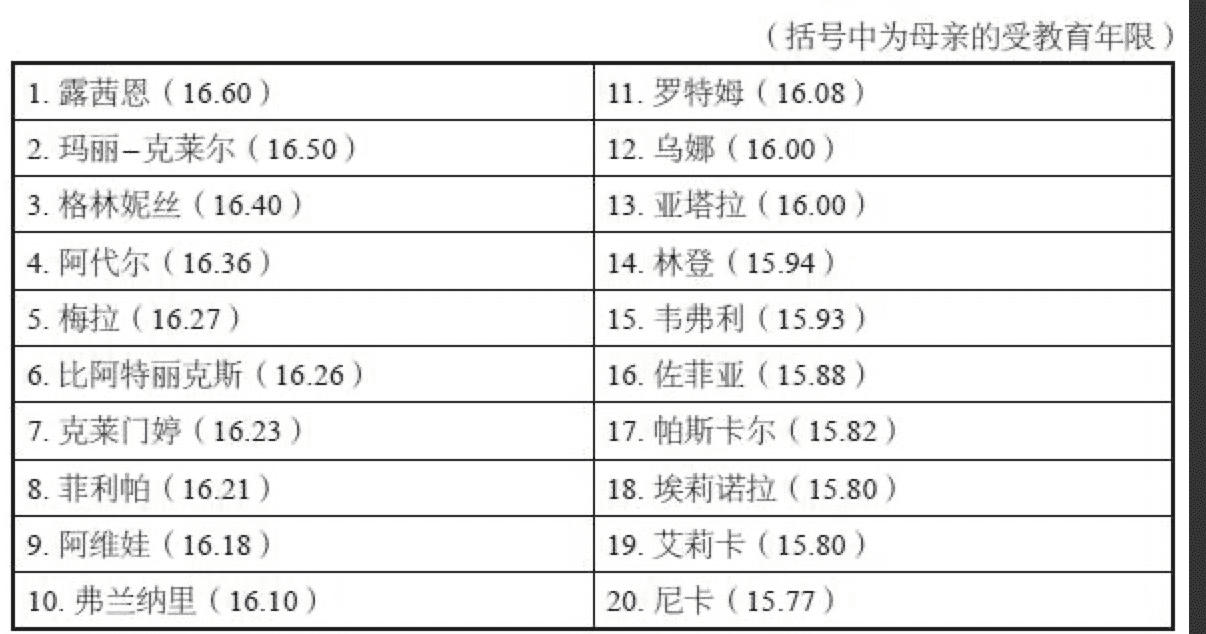 （括号中为母亲的受教育年限）
1. 露茜恩（16.60）
11. 罗特姆（16.08）
2. 玛丽–克莱尔（16.50）
12. 乌娜（16.00）
3. 格林妮丝（16.40）
13. 亚塔拉（16.00）
4. 阿代尔（16.36）
14. 林登（15.94）
5. 梅拉（16.27）
15. 韦弗利（15.93）
6. 比阿特丽克斯（16.26）
16. 佐菲亚（15.88）
7. 克莱门婷（16.23）
17. 帕斯卡尔（15.82）
8. 菲利帕（16.21）
18. 埃莉诺拉（15.80）
9. 阿维娃（16.18）
19. 艾莉卡（15.80）
10. 弗兰纳里（16.10）
20. 尼卡（15.77）